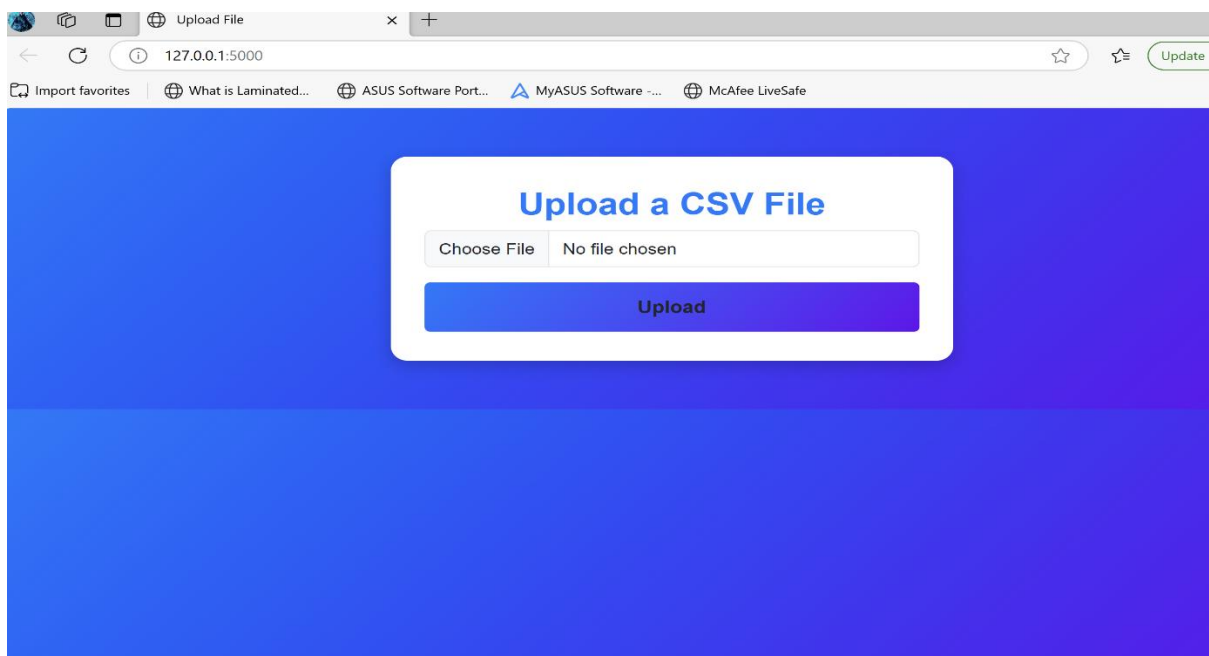 Upload File
127.0.0.1:5000
Update
Import favorites What is Laminated... ASUS Software Port... MyASUS Software -... McAfee LiveSafe
Upload a CSV File
Choose File No file chosen
Upload